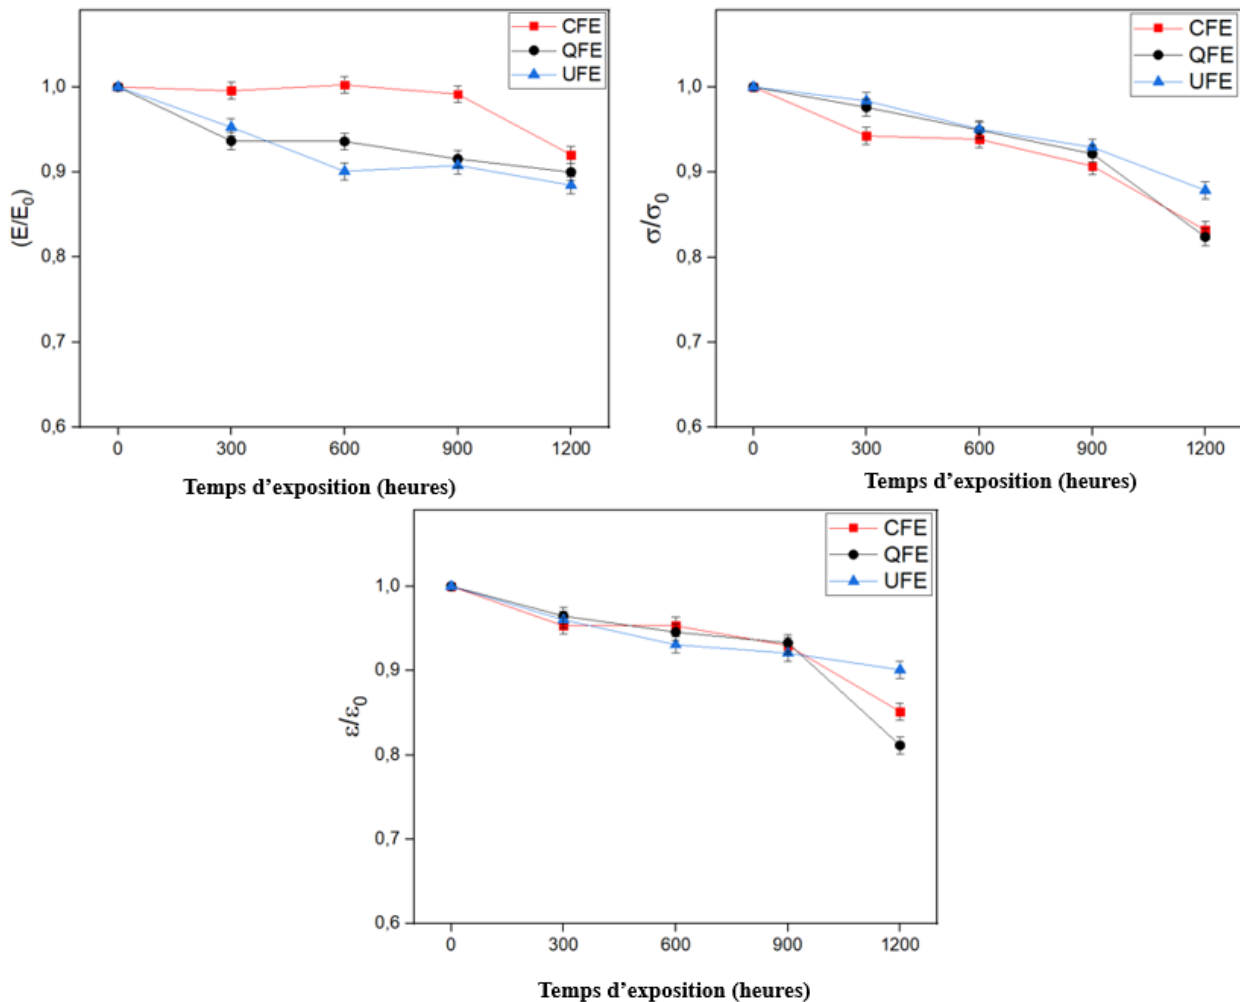 CFE
QFE
UFE
1,0
0,9
0,8
0,7
0,6
(E/E0)
0
300
600
900
1200
Temps d’exposition (heures)
CFE
QFE
UFE
1,0
0,9
0,8
0,7
0,6
σ/σ0
0
300
600
900
1200
Temps d’exposition (heures)
CFE
QFE
UFE
1,0
0,9
0,8
0,7
0,6
ε/ε0
0
300
600
900
1200
Temps d’exposition (heures)